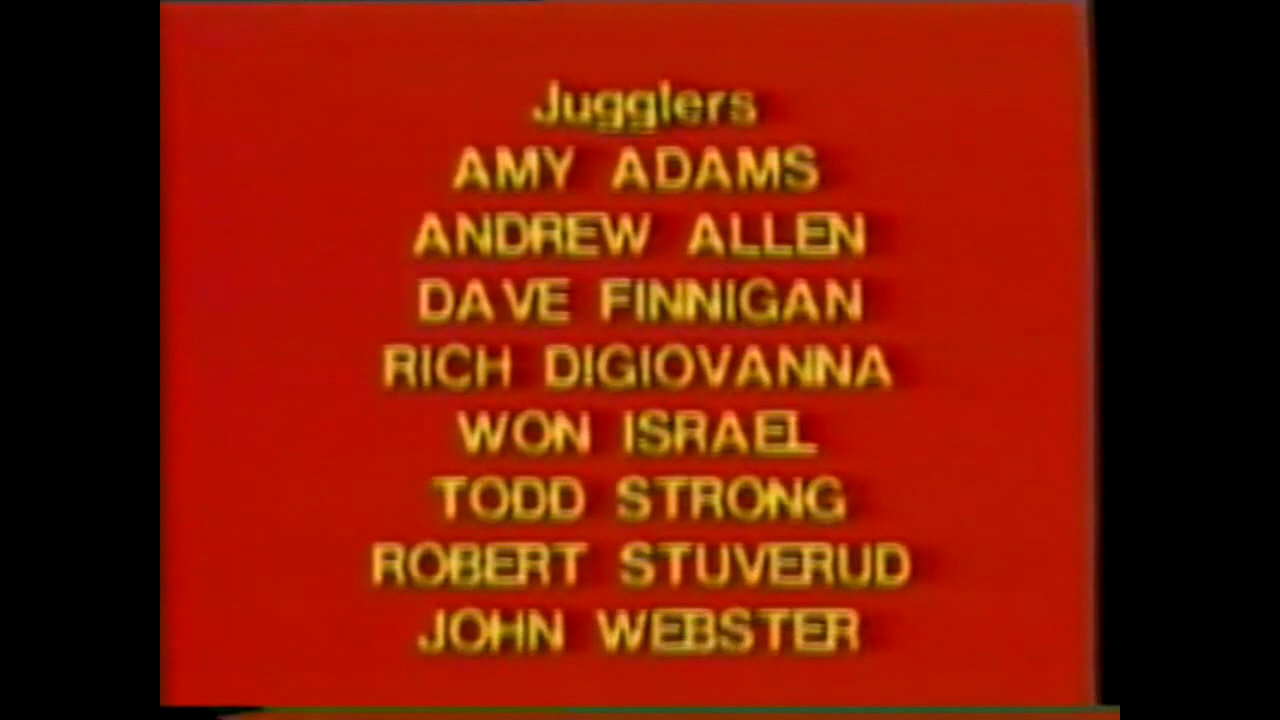 Jugglers
AMY ADAMS
ANDREW ALLEN
DAVE FINNIGAN
RICH DIGIOVANNA
WON ISRAEL
TODD STRONG
ROBERT STUVERUD
JOHN WEBSTER